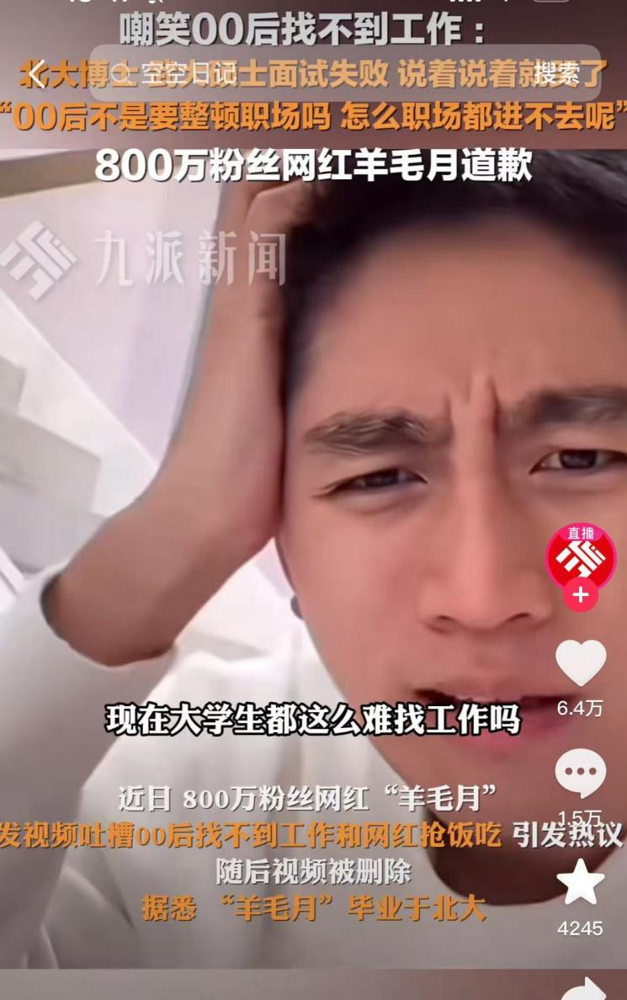 嘲笑00后找不到工作：
空空日记
搜索
北大博士 士面试失败 说着说着就 了
“00后不是要整顿职场吗 怎么职场都进不去呢”
800万粉丝网红羊毛月道歉
九派新闻
直播
6.4万
现在大学生都这么难找工作吗
近日 800万粉丝网红“羊毛月”
1.5万
发视频吐槽00后找不到工作和网红抢饭吃 引发热议
随后视频被删除
据悉 “羊毛月”毕业于北大
4245